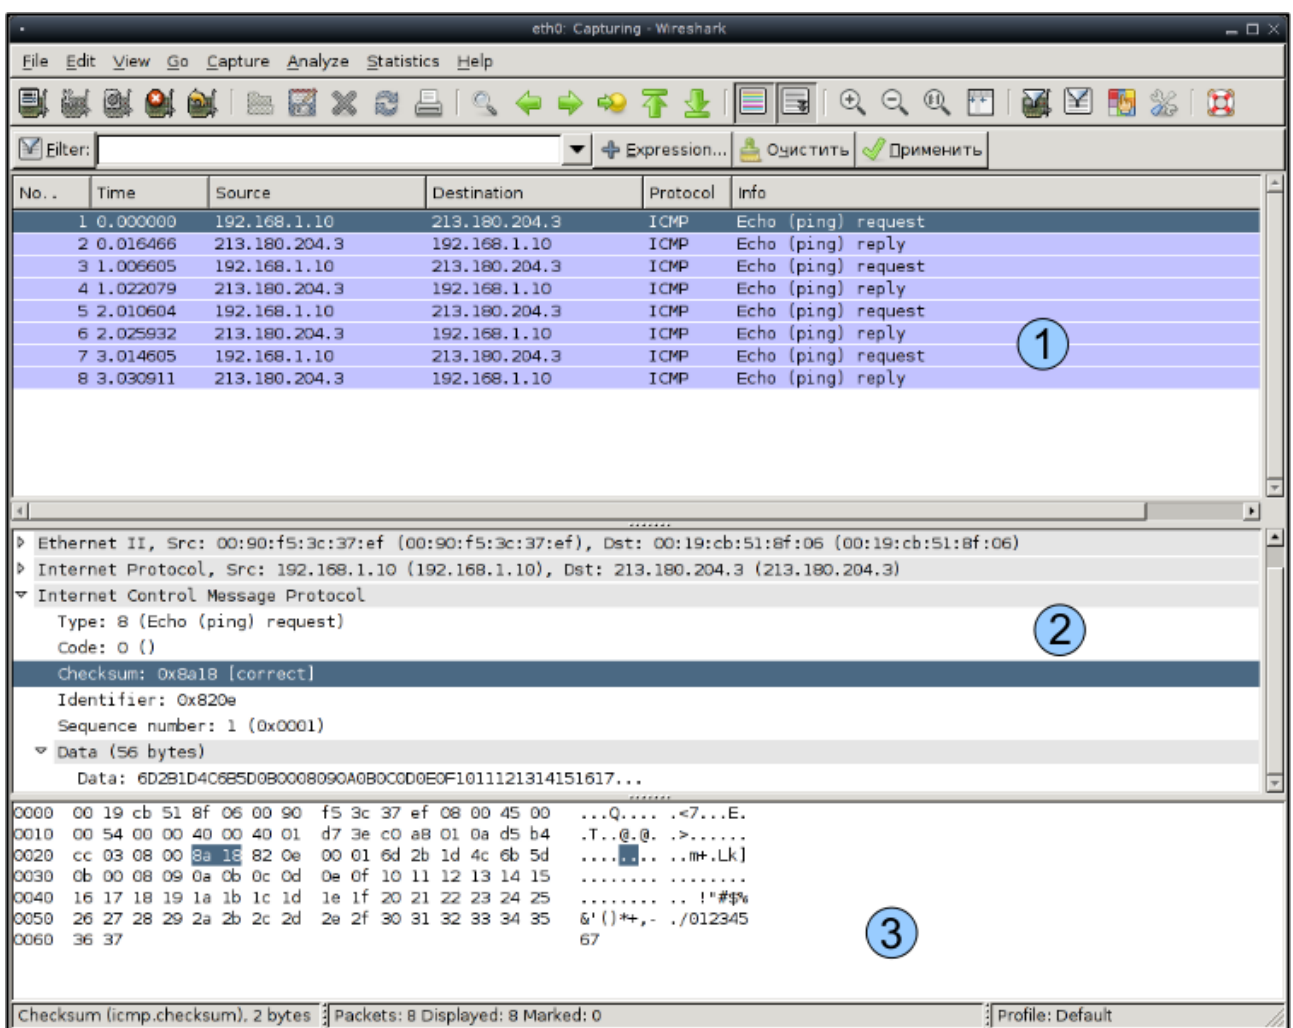 eth0: Capturing - Wireshark
File Edit View Go Capture Analyze Statistics Help
Filter: Expression... Очистить Применить
No. . Time Source Destination Protocol Info
1 0.000000 192.168.1.10 213.180.204.3 ICMP Echo (ping) request
2 0.016466 213.180.204.3 192.168.1.10 ICMP Echo (ping) reply
3 1.006605 192.168.1.10 213.180.204.3 ICMP Echo (ping) request
4 1.022079 213.180.204.3 192.168.1.10 ICMP Echo (ping) reply
5 2.010604 192.168.1.10 213.180.204.3 ICMP Echo (ping) request
6 2.025932 213.180.204.3 192.168.1.10 ICMP Echo (ping) reply
7 3.014605 192.168.1.10 213.180.204.3 ICMP Echo (ping) request
8 3.030911 213.180.204.3 192.168.1.10 ICMP Echo (ping) reply
1
Ethernet II, Src: 00:90:f5:3c:37:ef (00:90:f5:3c:37:ef), Dst: 00:19:cb:51:8f:06 (00:19:cb:51:8f:06)
Internet Protocol, Src: 192.168.1.10 (192.168.1.10), Dst: 213.180.204.3 (213.180.204.3)
Internet Control Message Protocol
Type: 8 (Echo (ping) request)
2
Code: 0 ()
Checksum: 0x8a18 [correct]
Identifier: 0x820e
Sequence number: 1 (0x0001)
Data (56 bytes)
Data: 6D2B1D4C6B5D0B0008090A0B0C0D0E0F1011121314151617...
0000 00 19 cb 51 8f 06 00 90 f5 3c 37 ef 08 00 45 00 ...Q.... .<7...E.
0010 00 54 00 00 40 00 40 01 d7 3e c0 a8 01 0a d5 b4 .T..@.@. .>......
0020 cc 03 08 00 8a 18 82 0e 00 01 6d 2b 1d 4c 6b 5d ........ ..m+.Lk]
0030 0b 00 08 09 0a 0b 0c 0d 0e 0f 10 11 12 13 14 15 ........ ........
0040 16 17 18 19 1a 1b 1c 1d 1e 1f 20 21 22 23 24 25 ........ .. !"#$%
0050 26 27 28 29 2a 2b 2c 2d 2e 2f 30 31 32 33 34 35 &'()*+,- ./012345
0060 36 37 67
3
Checksum (icmp.checksum), 2 bytes Packets: 8 Displayed: 8 Marked: 0 Profile: Default